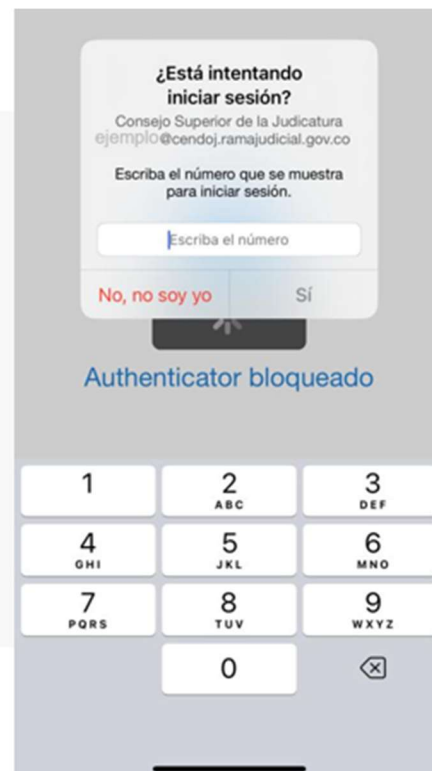 ¿Está intentando
iniciar sesión?
Consejo Superior de la Judicatura
ejemplo@cendoj.ramajudicial.gov.co
Escriba el número que se muestra
para iniciar sesión.
Escriba el número
No, no soy yo Sí
Authenticator bloqueado
1 2 3
ABC DEF
4 5 6
GHI JKL MNO
7 8 9
PQRS TUV WXYZ
0